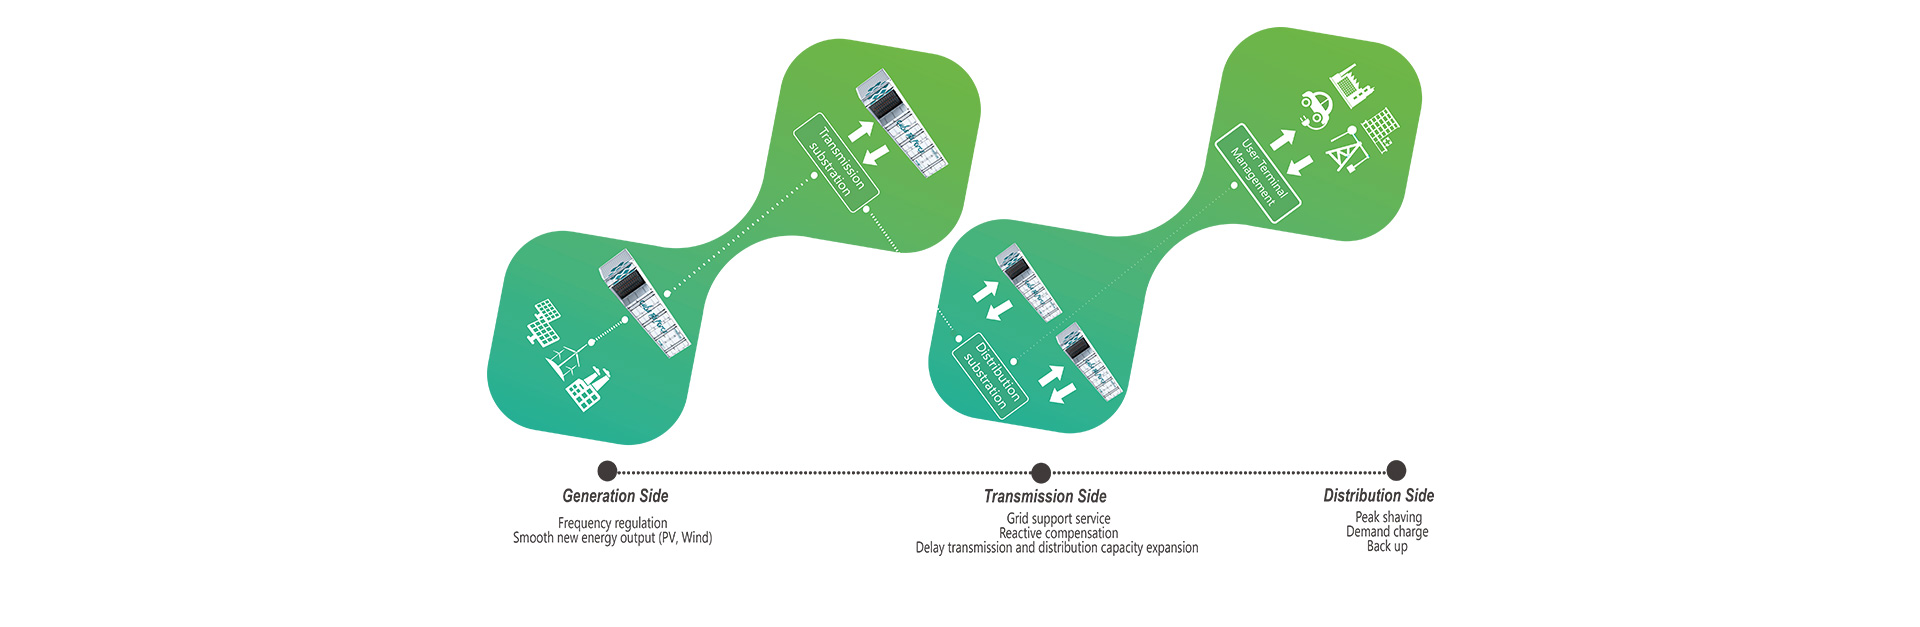 Transmission
substration
User Terminal
Management
Distribution
substration
Generation Side
Frequency regulation
Smooth new energy output (PV, Wind)
Transmission Side
Grid support service
Reactive compensation
Delay transmission and distribution capacity expansion
Distribution Side
Peak shaving
Demand charge
Back up